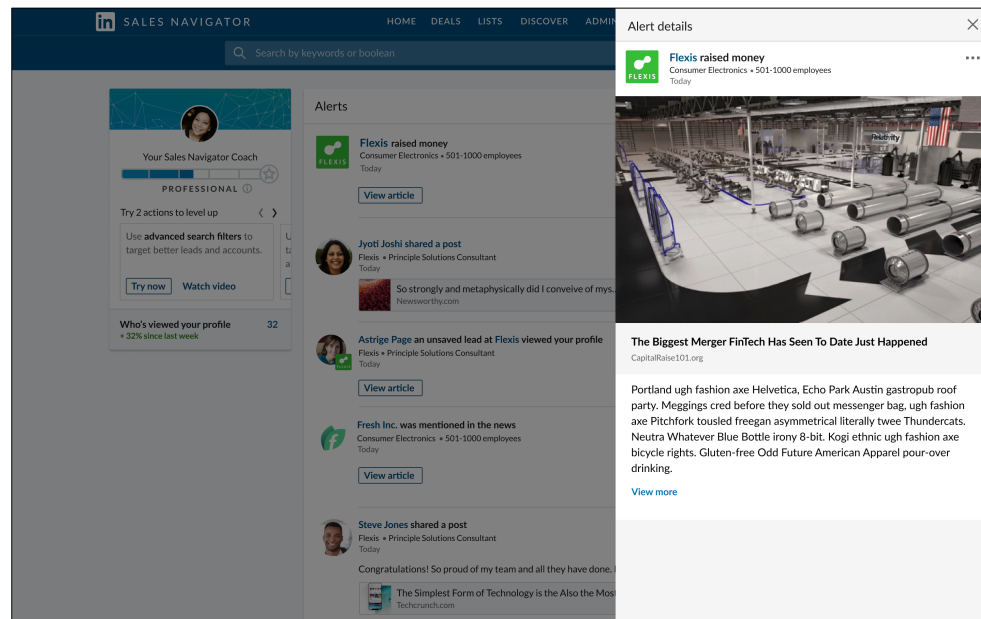 in SALES NAVIGATOR
HOME DEALS LISTS DISCOVER ADMIN
Search by keywords or boolean
Your Sales Navigator Coach
PROFESSIONAL
Try 2 actions to level up
Use advanced search filters to
target better leads and accounts.
Try now Watch video
Who's viewed your profile 32
32% since last week
Alerts
FLEXIS
Flexis raised money
Consumer Electronics • 501-1000 employees
Today
View article
Jyoti Joshi shared a post
Flexis • Principle Solutions Consultant
Today
So strongly and metaphysically did I conveive of mys..
Newsworthy.com
Astrige Page an unsaved lead at Flexis viewed your profile
Flexis • Principle Solutions Consultant
Today
FLEXIS
View article
Fresh Inc. was mentioned in the news
Consumer Electronics • 501-1000 employees
Today
View article
Steve Jones shared a post
Flexis • Principle Solutions Consultant
Today
Congratulations! So proud of my team and all they have done.
The Simplest Form of Technology is the Also the Most
Techcrunch.com
Alert details
FLEXIS
Flexis raised money
Consumer Electronics • 501-1000 employees
Today
The Biggest Merger FinTech Has Seen To Date Just Happened
CapitalRaise101.org
Portland ugh fashion axe Helvetica, Echo Park Austin gastropub roof
party. Meggings cred before they sold out messenger bag, ugh fashion
axe Pitchfork tousled freegan asymmetrical literally twee Thundercats.
Neutra Whatever Blue Bottle irony 8-bit. Kogi ethnic ugh fashion axe
bicycle rights. Gluten-free Odd Future American Apparel pour-over
drinking.
View more